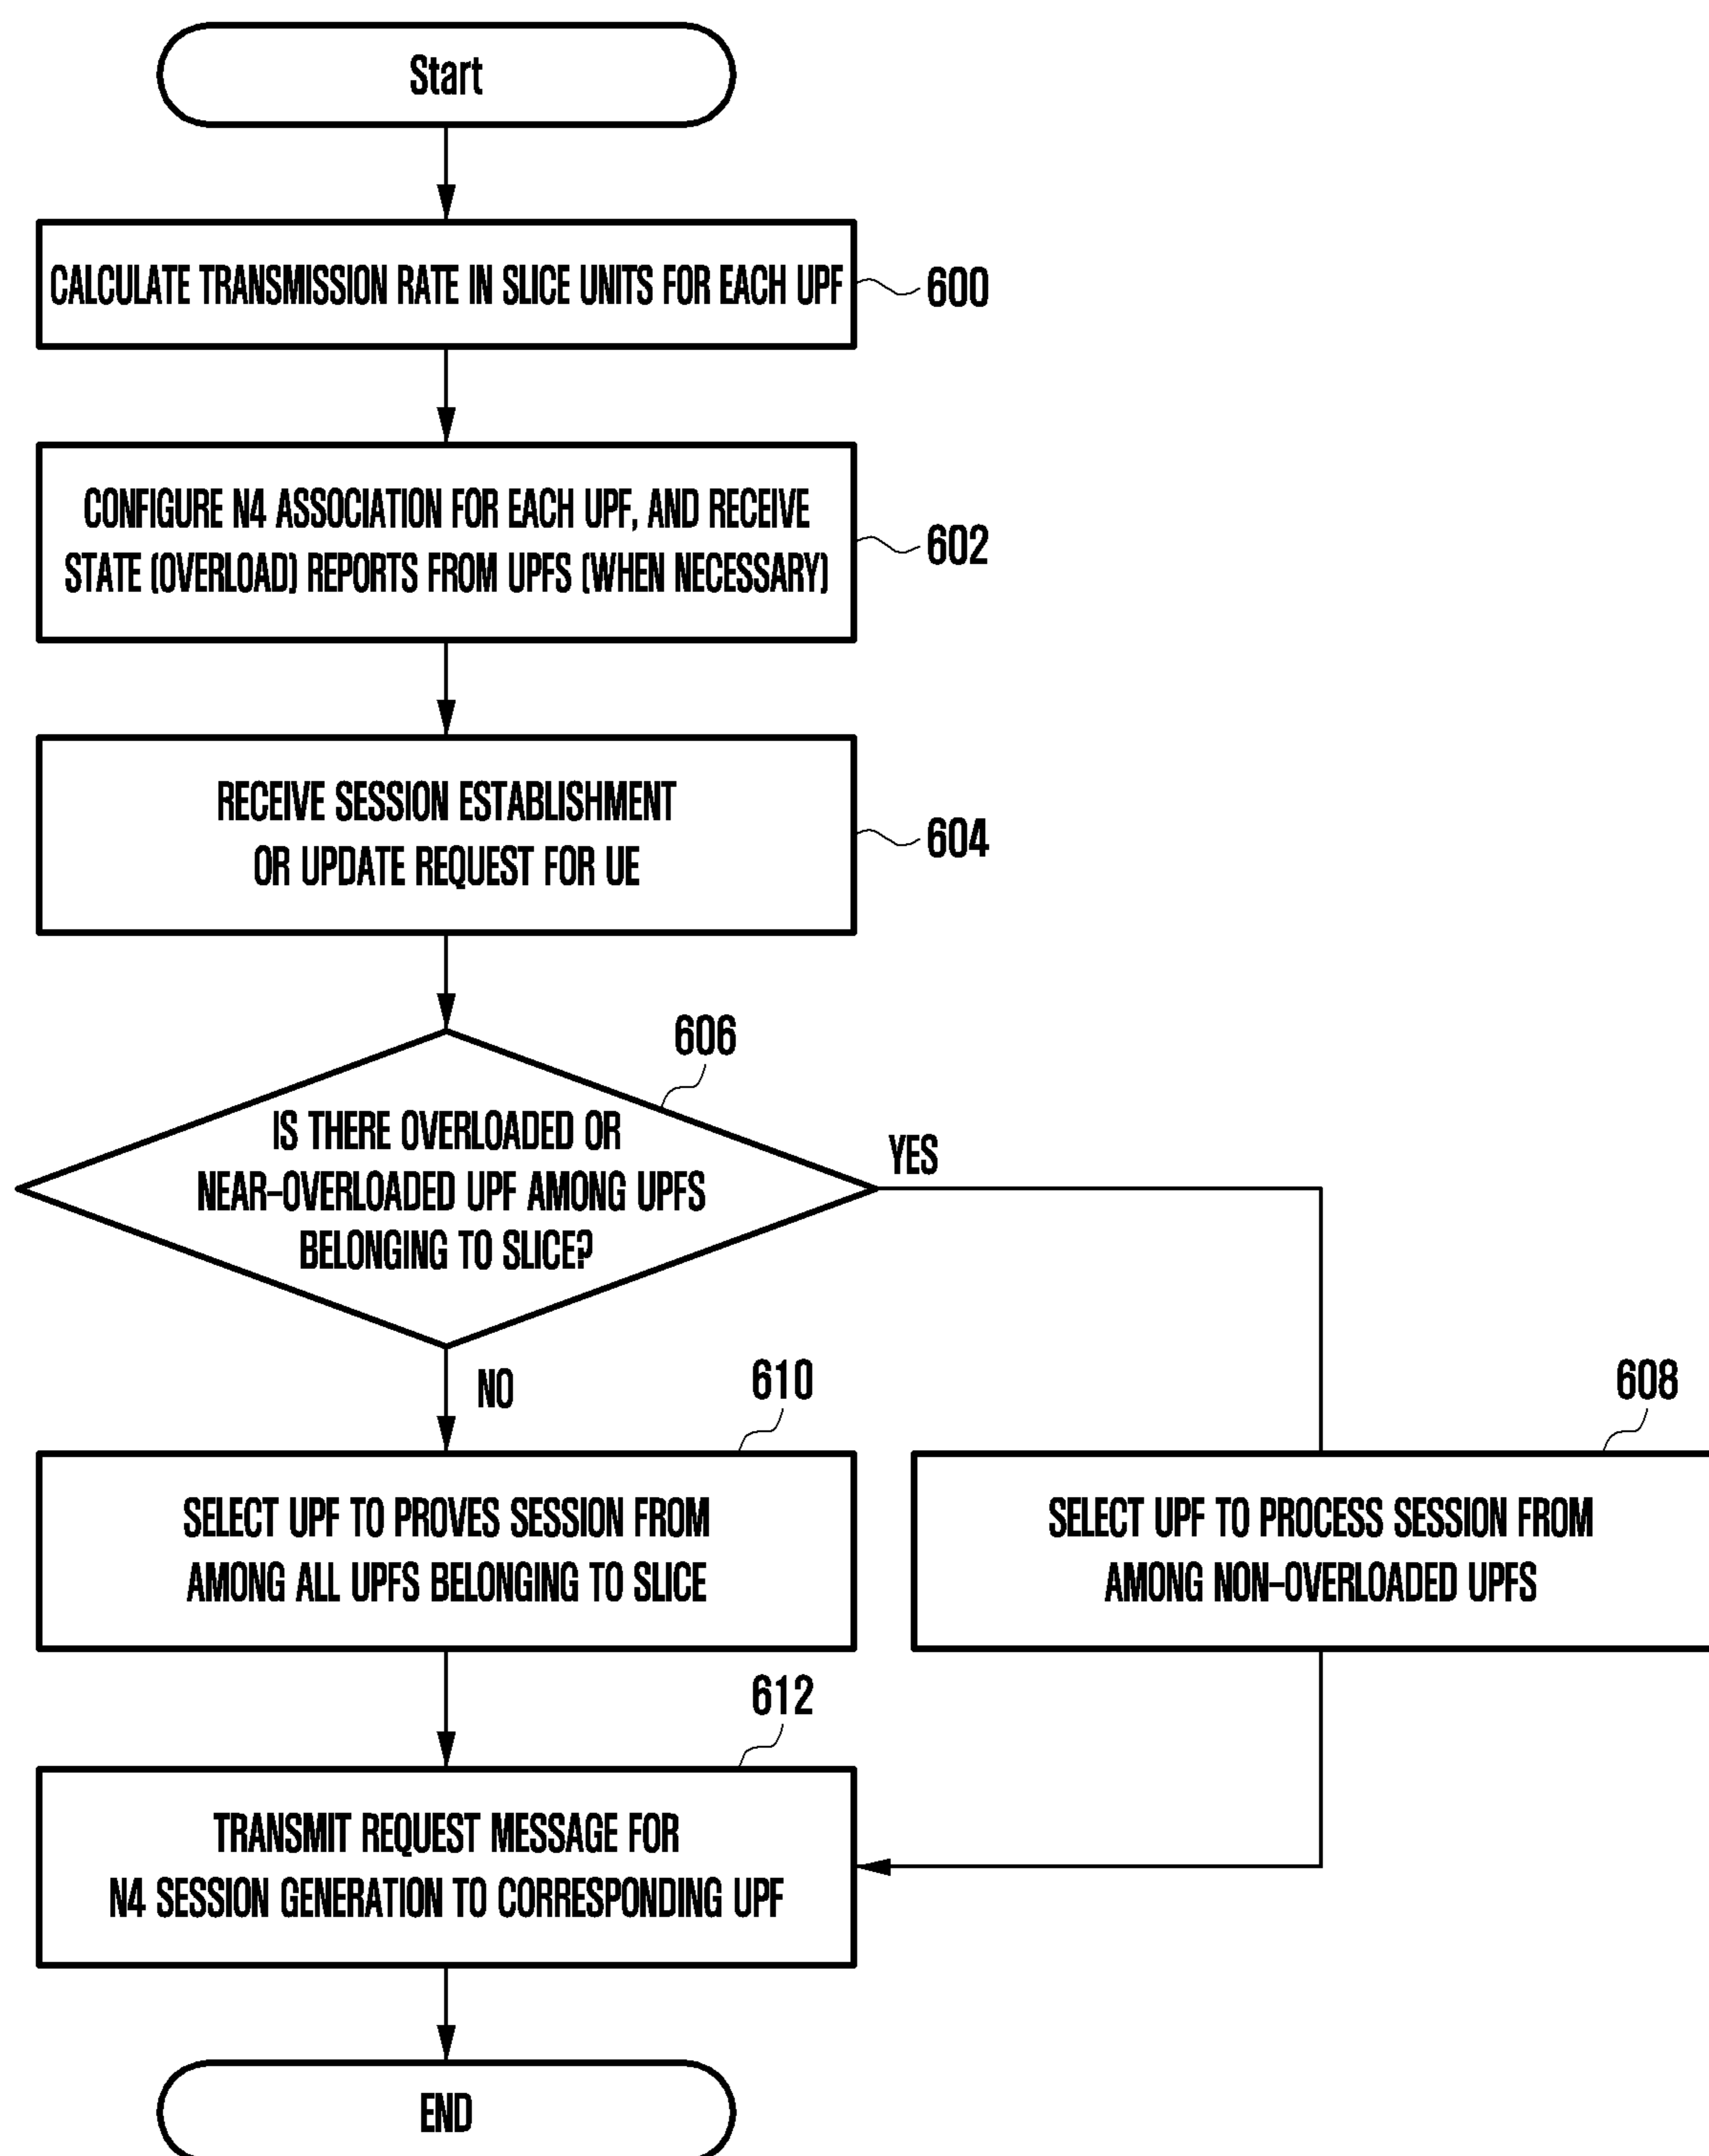 Start
CALCULATE TRANSMISSION RATE IN SLICE UNITS FOR EACH UPF
600
CONFIGURE N4 ASSOCIATION FOR EACH UPF, AND RECEIVE
STATE (OVERLOAD) REPORTS FROM UPFS (WHEN NECESSARY)
602
RECEIVE SESSION ESTABLISHMENT
OR UPDATE REQUEST FOR UE
604
606
IS THERE OVERLOADED OR
NEAR-OVERLOADED UPF AMONG UPFS
BELONGING TO SLICE?
YES
NO
610
SELECT UPF TO PROVES SESSION FROM
AMONG ALL UPFS BELONGING TO SLICE
608
SELECT UPF TO PROCESS SESSION FROM
AMONG NON-OVERLOADED UPFS
612
TRANSMIT REQUEST MESSAGE FOR
N4 SESSION GENERATION TO CORRESPONDING UPF
END